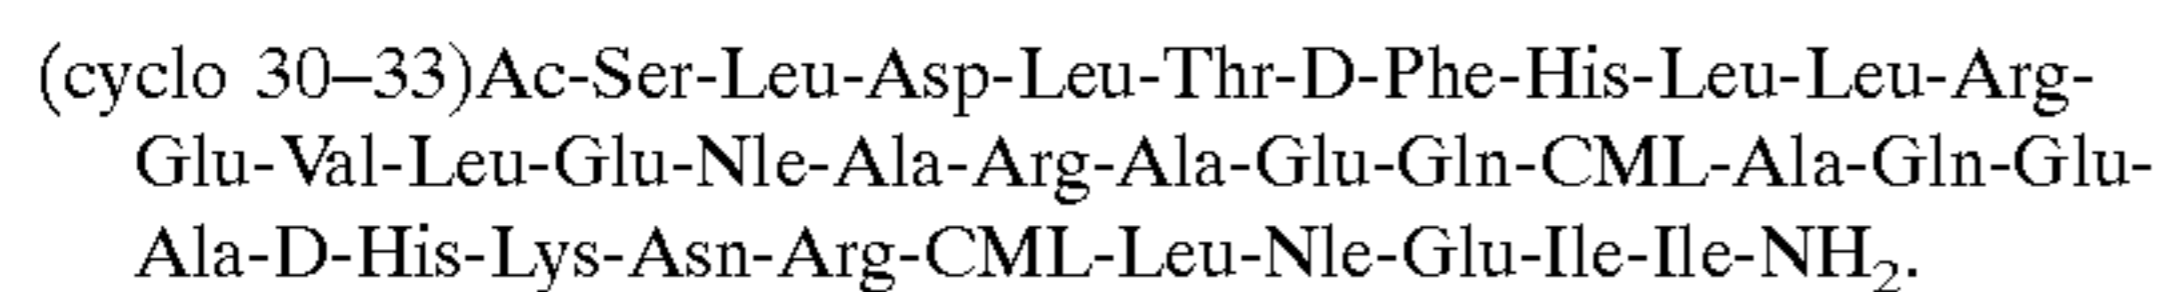 (cyclo 30–33)Ac-Ser-Leu-Asp-Leu-Thr-D-Phe-His-Leu-Leu-Arg-
Glu-Val-Leu-Glu-Nle-Ala-Arg-Ala-Glu-Gln-CML-Ala-Gln-Glu-
Ala-D-His-Lys-Asn-Arg-CML-Leu-Nle-Glu-Ile-Ile-NH₂.